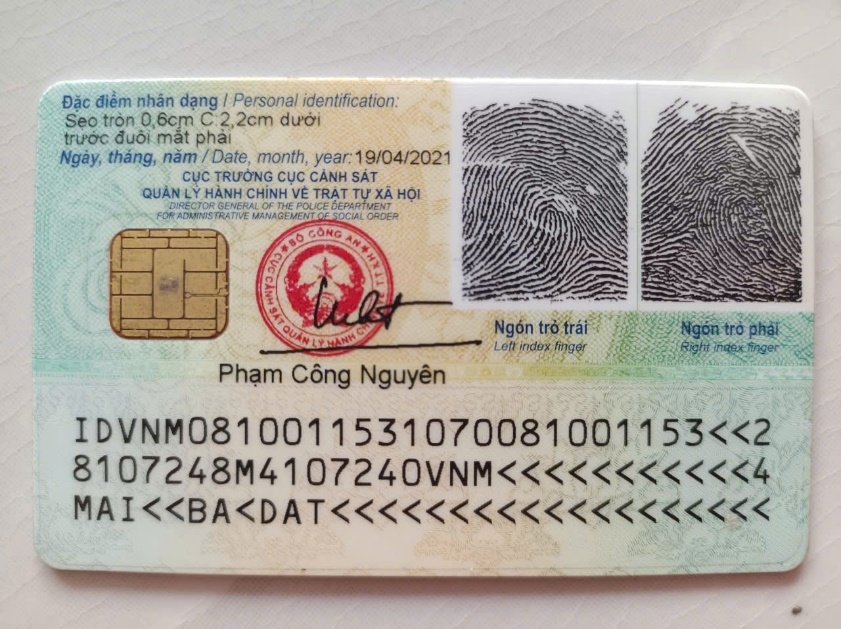 Đặc điểm nhân dạng / Personal identification:
Sẹo tròn 0,6cm C:2,2cm dưới
trước đuôi mắt phải
Ngày, tháng, năm / Date, month, year:19/04/2021
CỤC TRƯỞNG CỤC CẢNH SÁT
QUẢN LÝ HÀNH CHÍNH VỀ TRẬT TỰ XÃ HỘI
DIRECTOR GENERAL OF THE POLICE DEPARTMENT
FOR ADMINISTRATIVE MANAGEMENT OF SOCIAL ORDER
BỘ CÔNG AN
CỤC CẢNH SÁT QUẢN LÝ HÀNH
Phạm Công Nguyên
Ngón trỏ trái
Left index finger
Ngón trỏ phải
Right index finger
IDVNM0810011531070081001153<<2
8107248M4107240VNM<<<<<<<<<<<4
MAI<<BA<DAT<<<<<<<<<<<<<<<<<<<